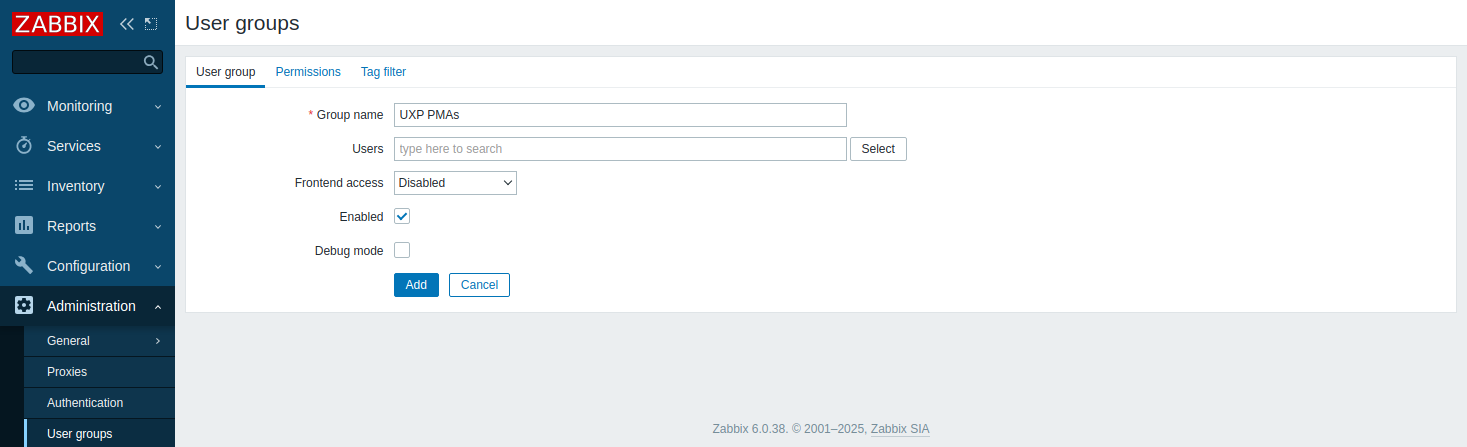 ZABBIX
Monitoring
Services
Inventory
Reports
Configuration
Administration
General
Proxies
Authentication
User groups
User groups
User group Permissions Tag filter
* Group name UXP PMAs
Users type here to search Select
Frontend access Disabled
Enabled
Debug mode
Add Cancel
Zabbix 6.0.38. © 2001–2025, Zabbix SIA